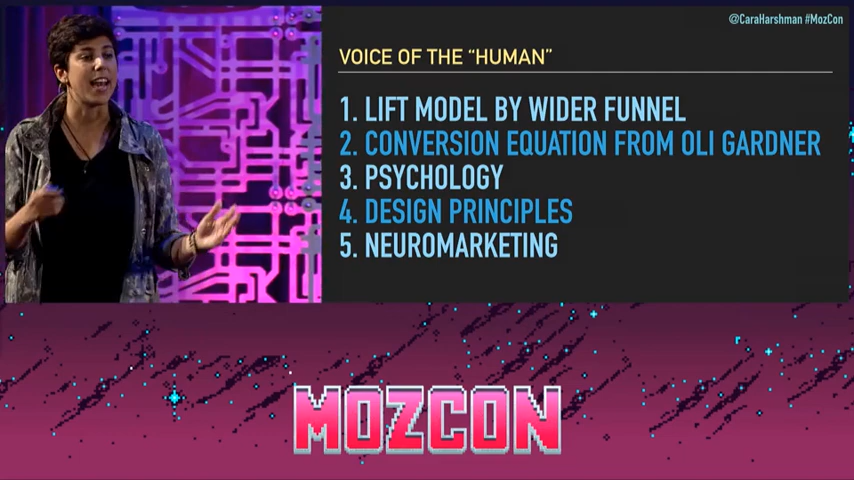 @CaraHarshman #MozCon
VOICE OF THE “HUMAN”
1. LIFT MODEL BY WIDER FUNNEL
2. CONVERSION EQUATION FROM OLI GARDNER
3. PSYCHOLOGY
4. DESIGN PRINCIPLES
5. NEUROMARKETING
MOZCON